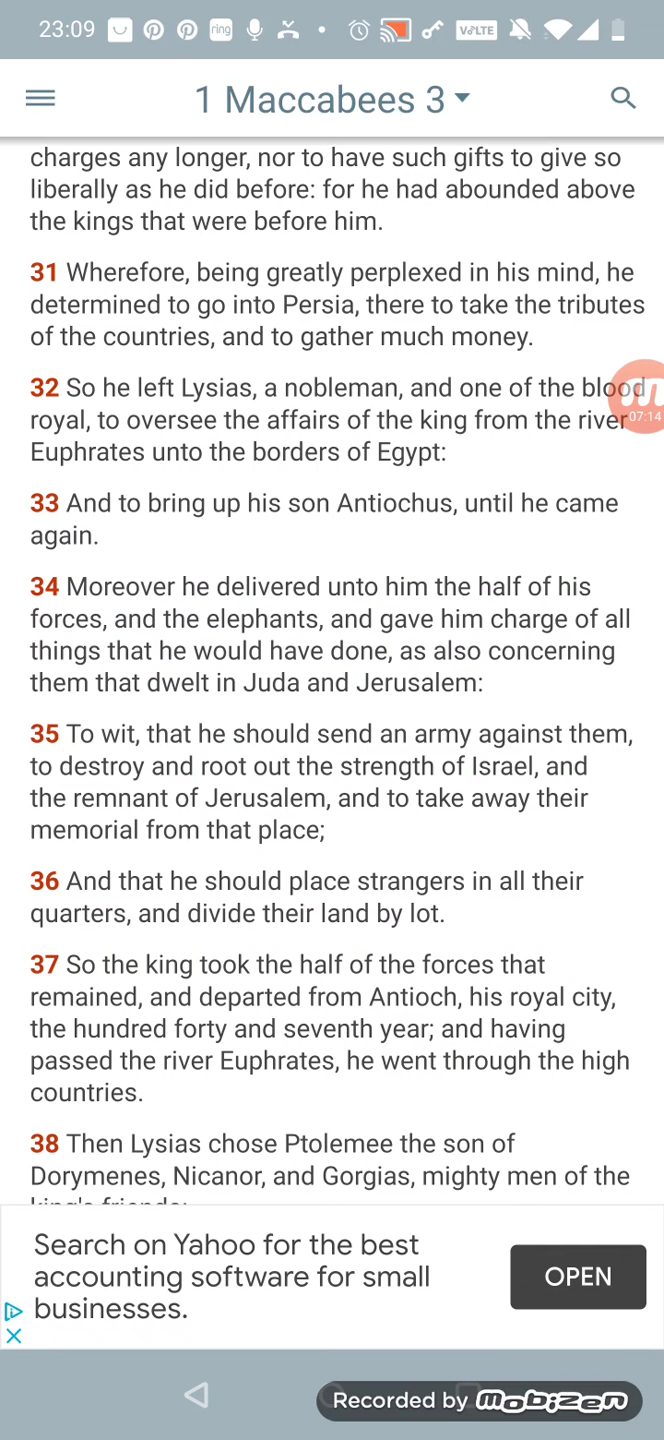 23:09
ring
VoLTE
1 Maccabees 3
charges any longer, nor to have such gifts to give so
liberally as he did before: for he had abounded above
the kings that were before him.
31 Wherefore, being greatly perplexed in his mind, he
determined to go into Persia, there to take the tributes
of the countries, and to gather much money.
32 So he left Lysias, a nobleman, and one of the blood
royal, to oversee the affairs of the king from the river
Euphrates unto the borders of Egypt:
07:14
33 And to bring up his son Antiochus, until he came
again.
34 Moreover he delivered unto him the half of his
forces, and the elephants, and gave him charge of all
things that he would have done, as also concerning
them that dwelt in Juda and Jerusalem:
35 To wit, that he should send an army against them,
to destroy and root out the strength of Israel, and
the remnant of Jerusalem, and to take away their
memorial from that place;
36 And that he should place strangers in all their
quarters, and divide their land by lot.
37 So the king took the half of the forces that
remained, and departed from Antioch, his royal city,
the hundred forty and seventh year; and having
passed the river Euphrates, he went through the high
countries.
38 Then Lysias chose Ptolemee the son of
Dorymenes, Nicanor, and Gorgias, mighty men of the
king's friends:
Search on Yahoo for the best
accounting software for small
businesses.
OPEN
Recorded by mobizen